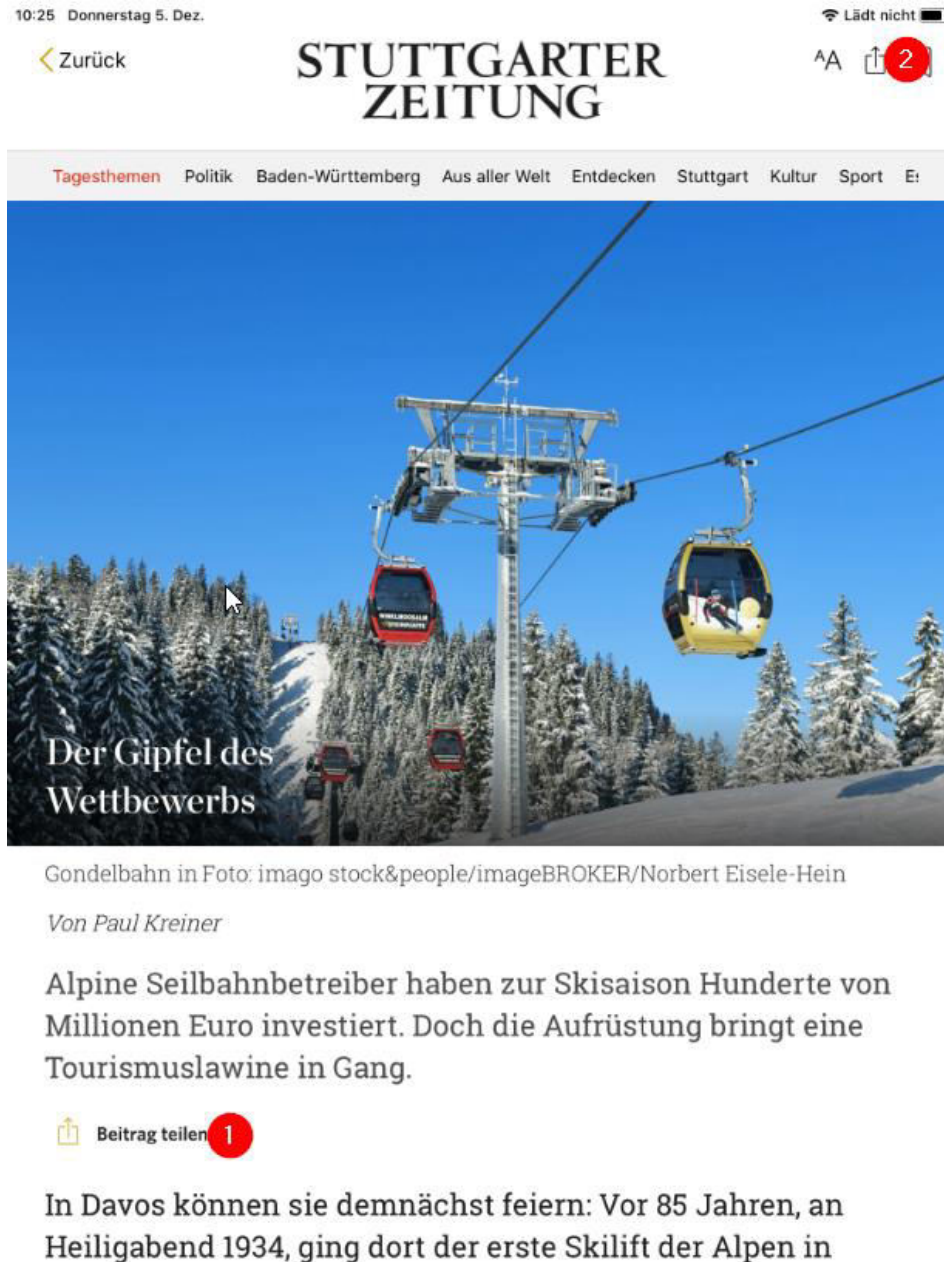 10:25 Donnerstag 5. Dez. Lädt nicht
Zurück
STUTTGARTER
ZEITUNG
AA
2
Tagesthemen Politik Baden-Württemberg Aus aller Welt Entdecken Stuttgart Kultur Sport
Der Gipfel des
Wettbewerbs
Gondelbahn in Foto: imago stock&people/imageBROKER/Norbert Eisele-Hein
Von Paul Kreiner
Alpine Seilbahnbetreiber haben zur Skisaison Hunderte von
Millionen Euro investiert. Doch die Aufrüstung bringt eine
Tourismuslawine in Gang.
Beitrag teilen 1
In Davos können sie demnächst feiern: Vor 85 Jahren, an
Heiligabend 1934, ging dort der erste Skilift der Alpen in